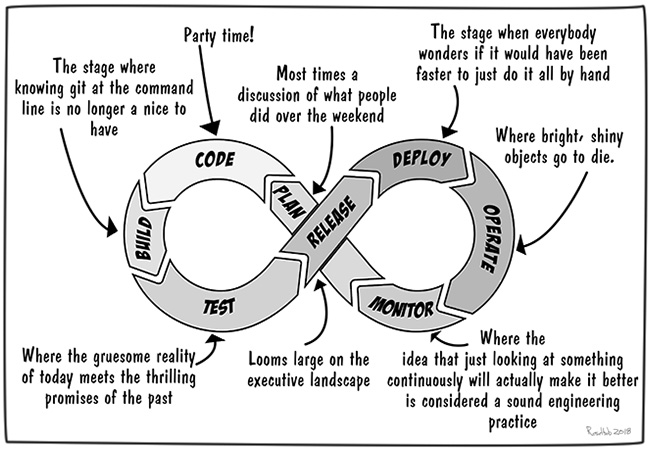 Party time!
The stage where
knowing git at the command
line is no longer a nice to
have
Most times a
discussion of what people
did over the weekend
The stage when everybody
wonders if it would have been
faster to just do it all by hand
Where bright, shiny
objects go to die.
CODE
PLAN
RELEASE
DEPLOY
OPERATE
BUILD
TEST
MONITOR
Where the gruesome reality
of today meets the thrilling
promises of the past
Looms large on the
executive landscape
Where the
idea that just looking at something
continuously will actually make it better
is considered a sound engineering
practice
2018